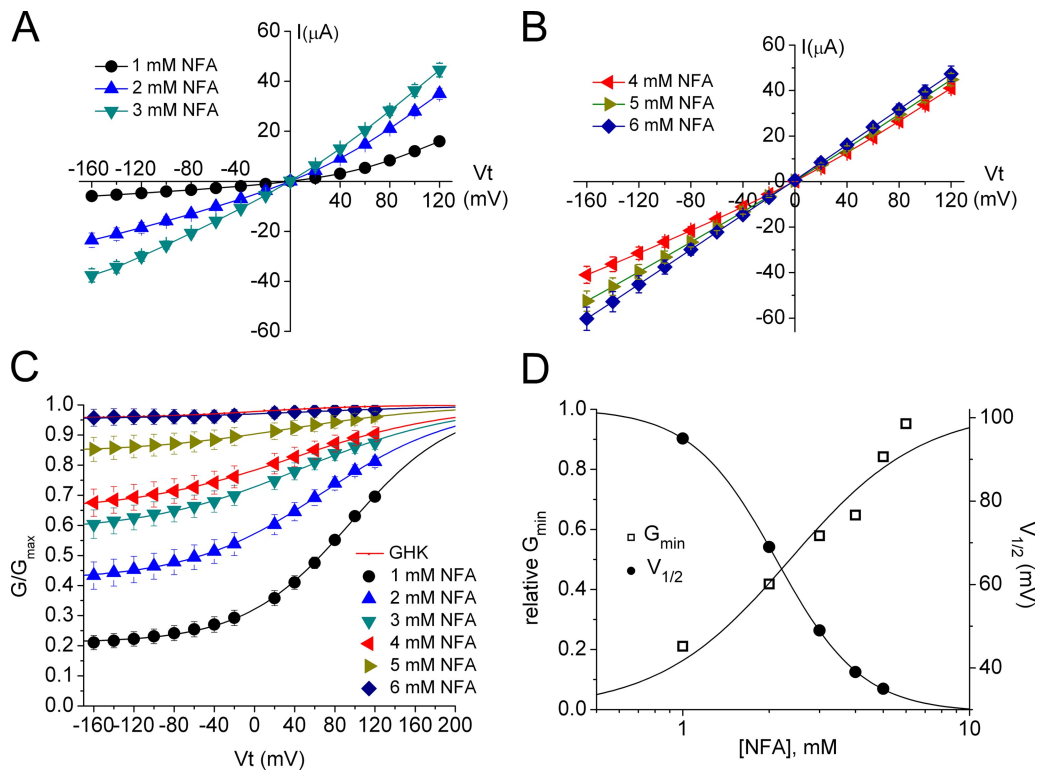 A
I(μA)
60
40
20
-20
-40
-60
1 mM NFA
2 mM NFA
3 mM NFA
-160 -120 -80 -40
40 80 120
Vt
(mV)
B
I(μA)
60
40
20
0
-20
-40
-60
4 mM NFA
5 mM NFA
6 mM NFA
-160 -120 -80 -40 0 40 80 120
Vt
(mV)
C
G/Gmax
1.0
0.9
0.8
0.7
0.6
0.5
0.4
0.3
0.2
0.1
0.0
GHK
1 mM NFA
2 mM NFA
3 mM NFA
4 mM NFA
5 mM NFA
6 mM NFA
-160 -120 -80 -40 0 40 80 120 160 200
Vt (mV)
D
relative Gmin
1.0
0.8
0.6
0.4
0.2
0.0
Gmin
V1/2
100
80
60
40
V1/2 (mV)
1 10
[NFA], mM